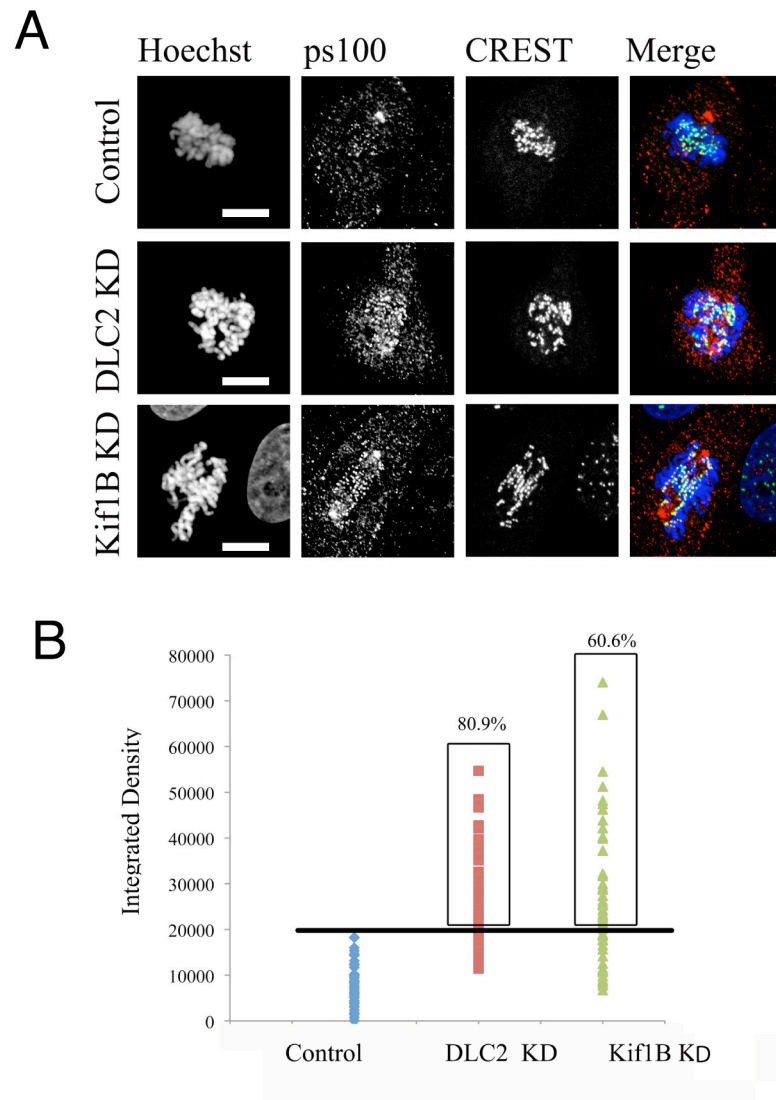 A
Hoechst ps100 CREST Merge
Control
DLC2 KD
Kif1B KD
B
60.6%
80000
80.9%
70000
60000
50000
Integrated Density
40000
30000
20000
10000
0
Control DLC2 KD Kif1B KD